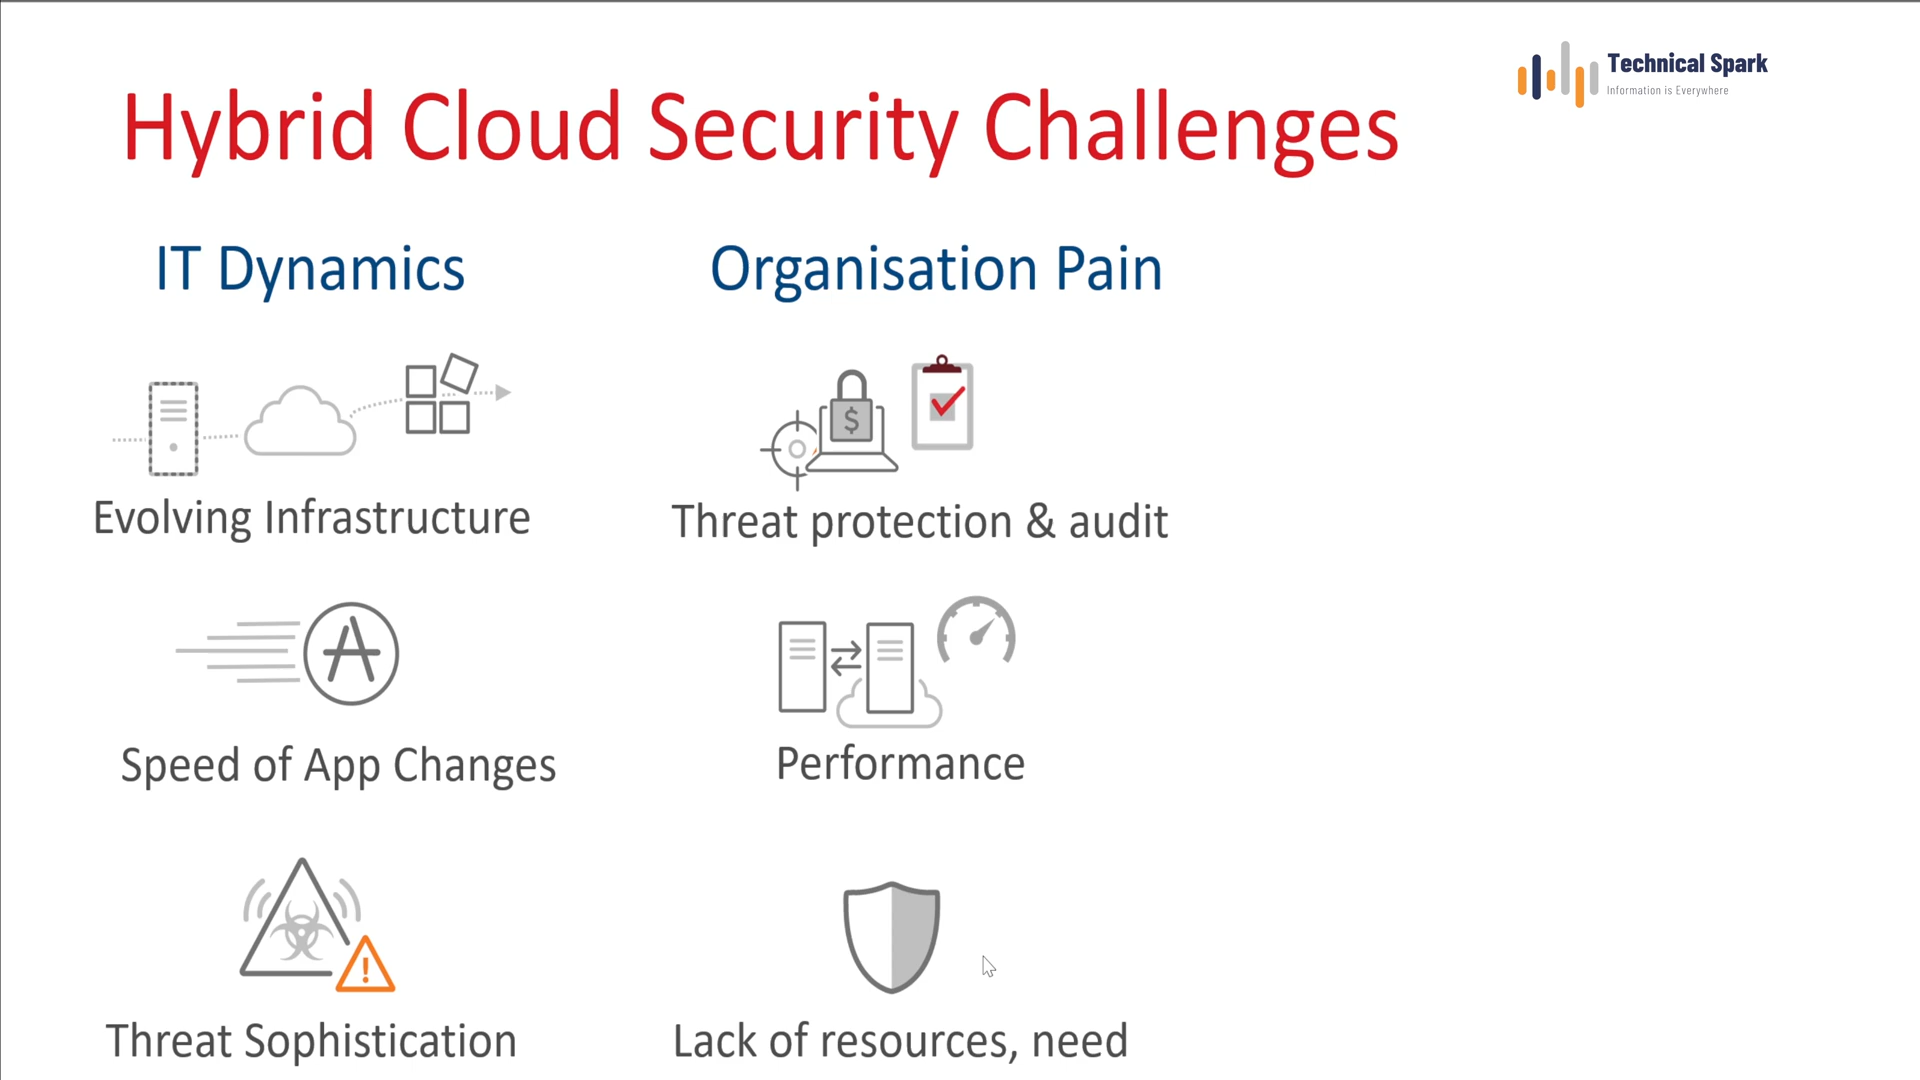 Technical Spark
Information is Everywhere
Hybrid Cloud Security Challenges
IT Dynamics
Organisation Pain
$
Evolving Infrastructure
Threat protection & audit
A
Speed of App Changes
Performance
!
Threat Sophistication
Lack of resources, need